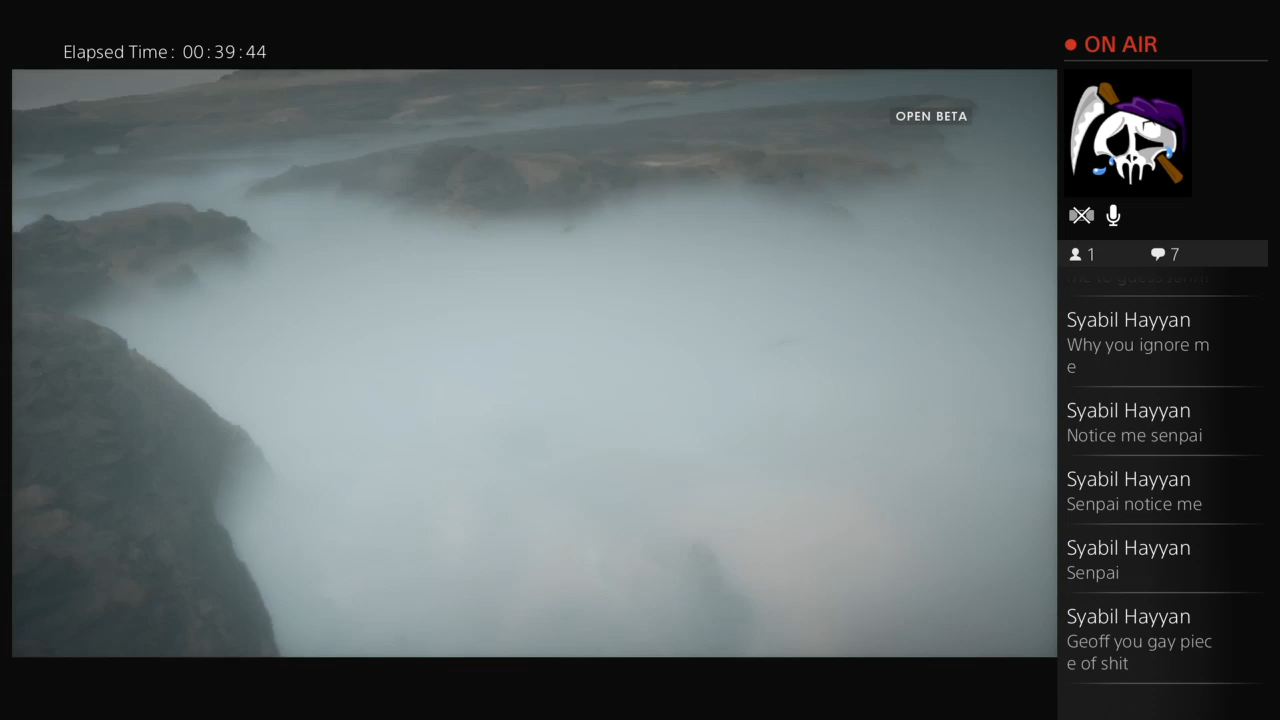 Elapsed Time: 00:39:44
ON AIR
OPEN BETA
1
7
Syabil Hayyan
Why you ignore m
e
Syabil Hayyan
Notice me senpai
Syabil Hayyan
Senpai notice me
Syabil Hayyan
Senpai
Syabil Hayyan
Geoff you gay piec
e of shit